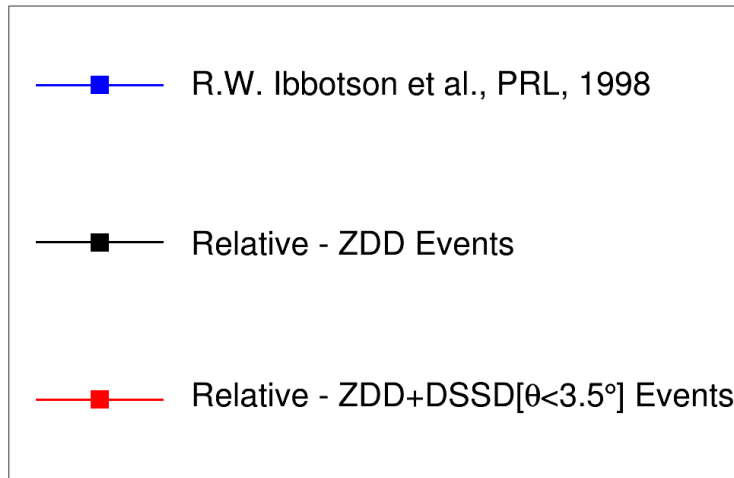 R.W. Ibbotson et al., PRL, 1998
Relative - ZDD Events
Relative - ZDD+DSSD[θ<3.5°] Events